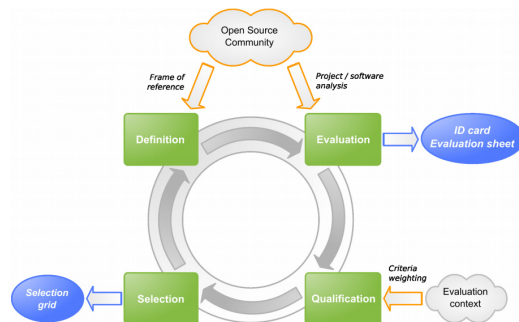 Open Source
Community
Frame of
reference
Project / software
analysis
Definition
Evaluation
ID card
Evaluation sheet
Criteria
weighting
Selection
grid
Selection
Qualification
Evaluation
context